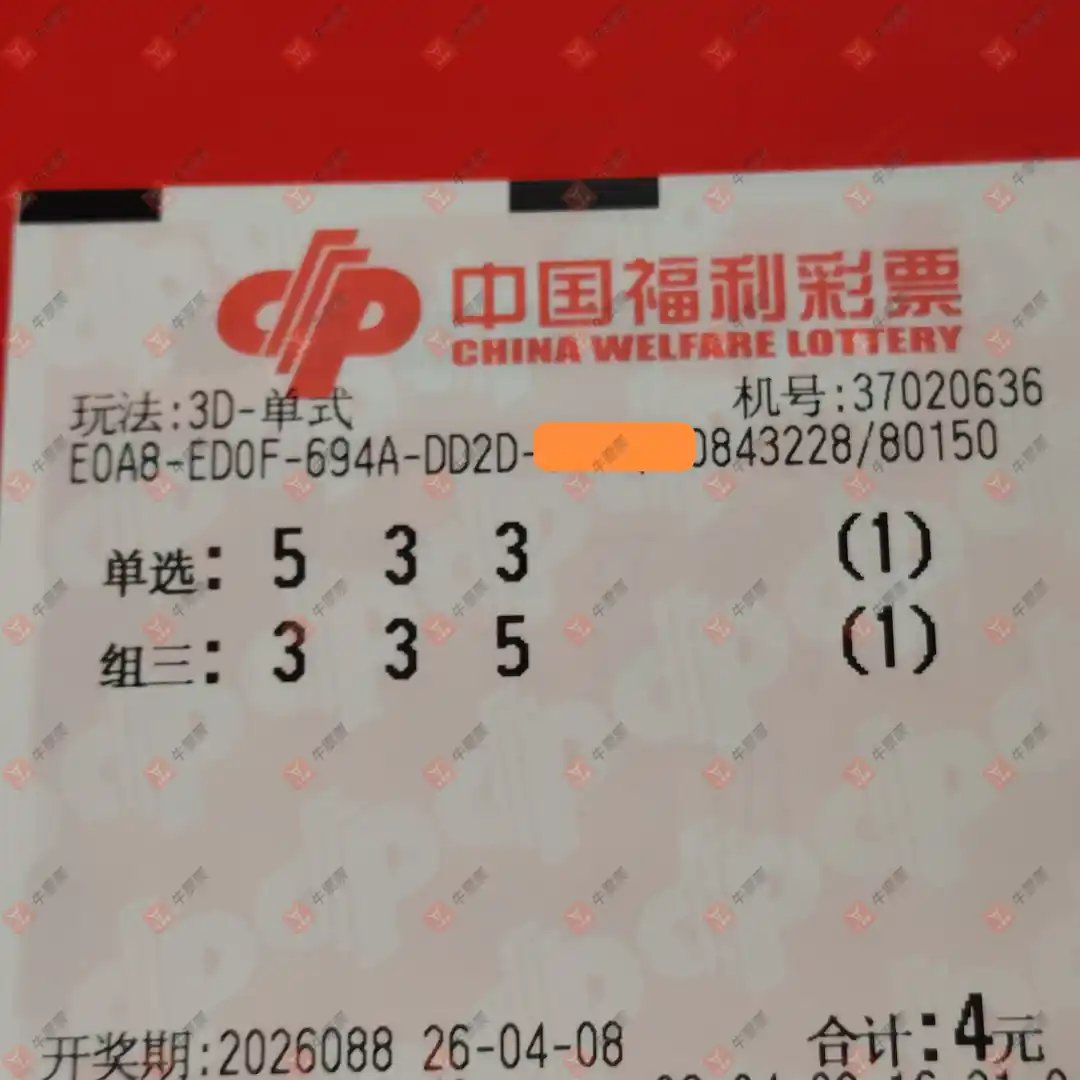 中国福利彩票
CHINA WELFARE LOTTERY
玩法:3D-单式 机号:37020636
E0A8-ED0F-694A-DD2D- 0843228/80150
单选: 5 3 3 (1)
组三: 3 3 5 (1)
开奖期:2026088 26-04-08 合计:4元